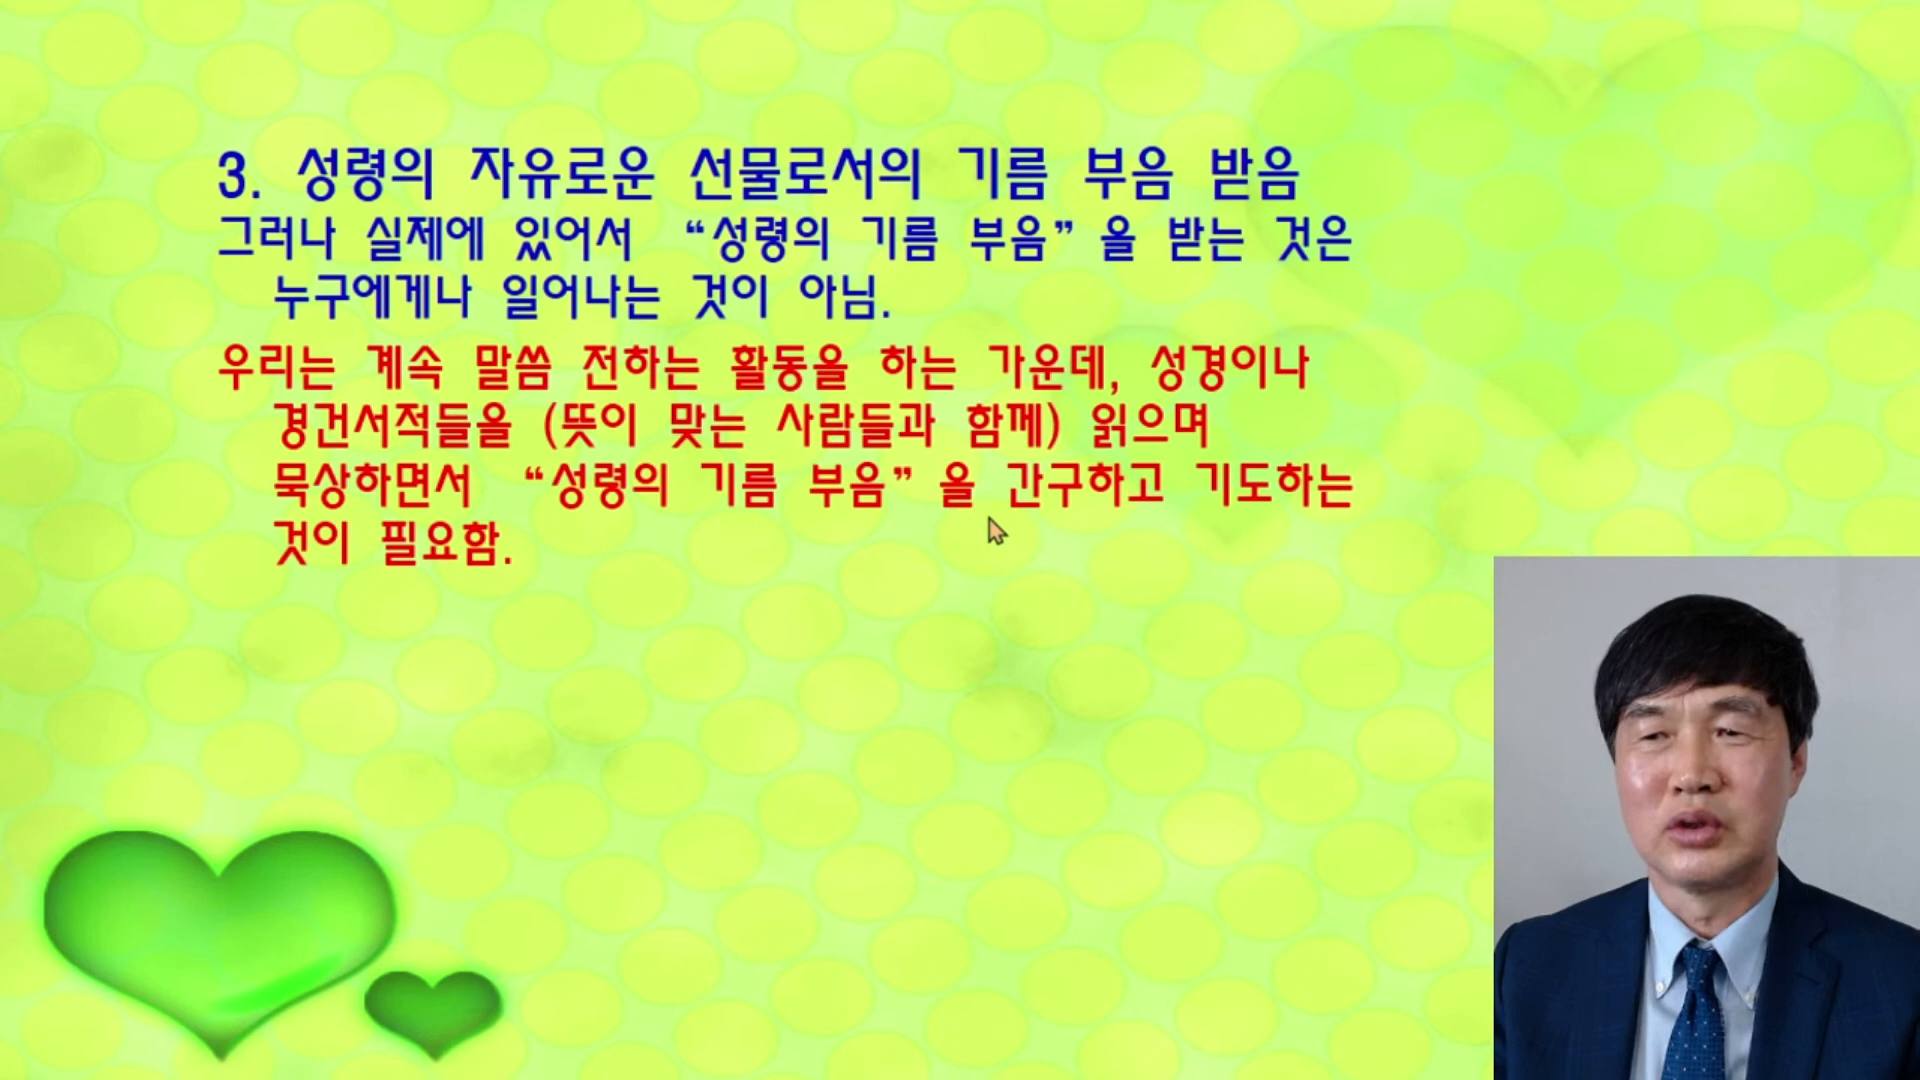 3. 성령의 자유로운 선물로서의 기름 부음 받음
그러나 실제에 있어서 “성령의 기름 부음”을 받는 것은
누구에게나 일어나는 것이 아님.
우리는 계속 말씀 전하는 활동을 하는 가운데, 성경이나
경건서적들을 (뜻이 맞는 사람들과 함께) 읽으며
묵상하면서 “성령의 기름 부음”을 간구하고 기도하는
것이 필요함.